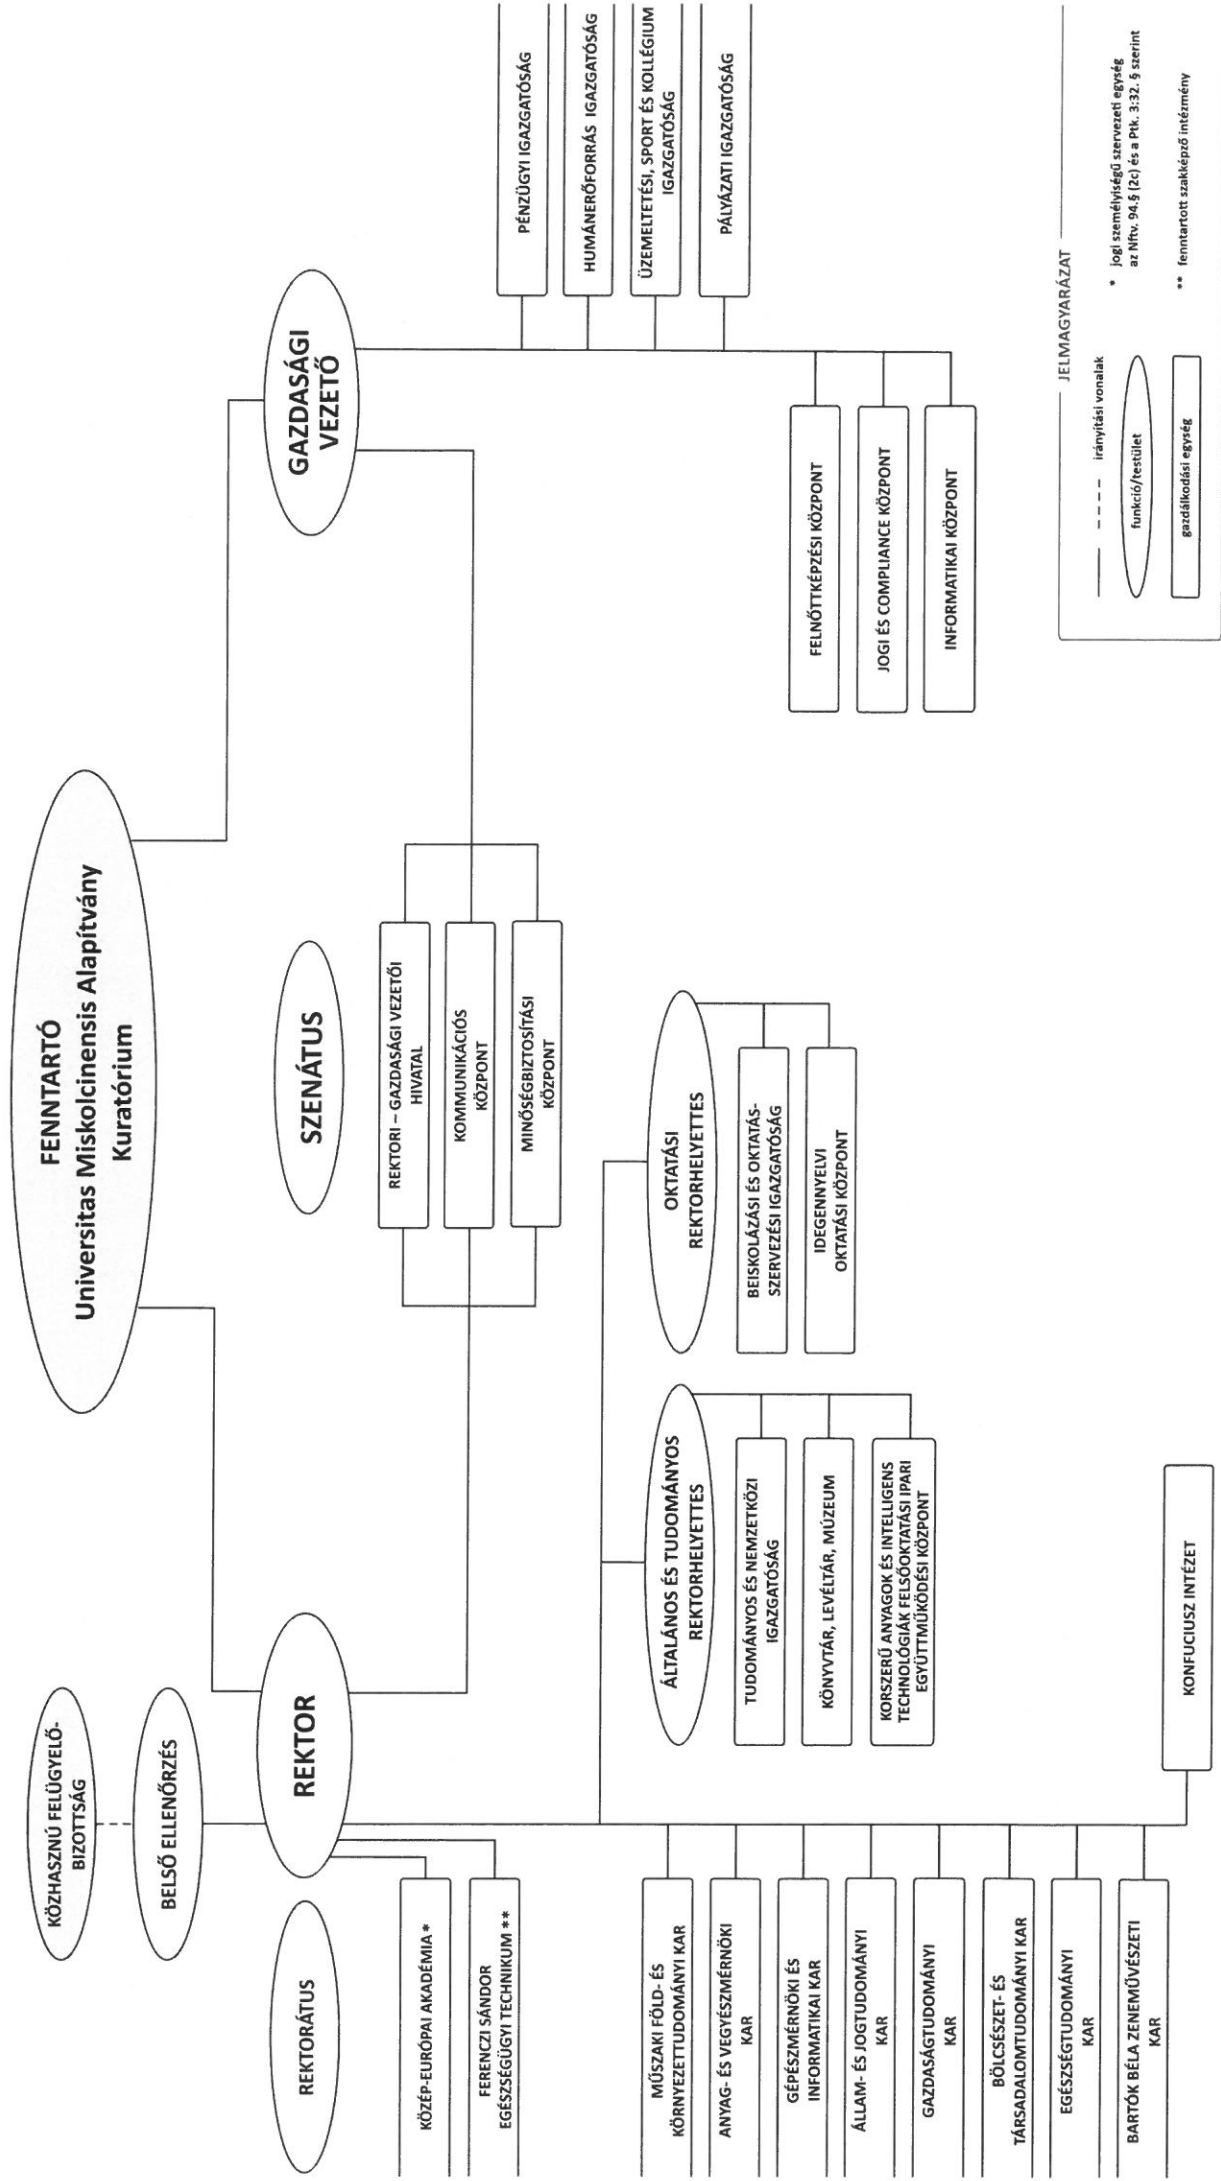 FENNTARTÓ
Universitas Miskolcinensis Alapítvány
Kuratórium
KÖZHASZNÚ FELÜGYELŐ-
BIZOTTSÁG
BELSŐ ELLENŐRZÉS
REKTORÁTUS
REKTOR
SZENÁTUS
GAZDASÁGI
VEZETŐ
KÖZÉP-EURÓPAI AKADÉMIA *
FERENCZI SÁNDOR
EGÉSZSÉGÜGYI TECHNIKUM **
REKTORI – GAZDASÁGI VEZETŐI
HIVATAL
KOMMUNIKÁCIÓS
KÖZPONT
MINŐSÉGBIZTOSÍTÁSI
KÖZPONT
PÉNZÜGYI IGAZGATÓSÁG
HUMÁNERŐFORRÁS IGAZGATÓSÁG
ÜZEMELTETÉSI, SPORT ÉS KOLLÉGIUM
IGAZGATÓSÁG
PÁLYÁZATI IGAZGATÓSÁG
MŰSZAKI FÖLD- ÉS
KÖRNYEZETTUDOMÁNYI KAR
ANYAG- ÉS VEGYÉSZMÉRNÖKI
KAR
GÉPÉSZMÉRNÖKI ÉS
INFORMATIKAI KAR
ÁLLAM- ÉS JOGTUDOMÁNYI
KAR
GAZDASÁGTUDOMÁNYI
KAR
BÖLCSÉSZET- ÉS
TÁRSADALOMTUDOMÁNYI KAR
EGÉSZSÉGTUDOMÁNYI
KAR
BARTÓK BÉLA ZENEMŰVÉSZETI
KAR
ÁLTALÁNOS ÉS TUDOMÁNYOS
REKTORHELYETTES
TUDOMÁNYOS ÉS NEMZETKÖZI
IGAZGATÓSÁG
KÖNYVTÁR, LEVÉLTÁR, MÚZEUM
KORSZERŰ ANYAGOK ÉS INTELLIGENS
TECHNOLÓGIÁK FELSŐOKTATÁSI IPARI
EGYÜTTMŰKÖDÉSI KÖZPONT
KONFUCIUSZ INTÉZET
OKTATÁSI
REKTORHELYETTES
BEISKOLÁZÁSI ÉS OKTATÁS-
SZERVEZÉSI IGAZGATÓSÁG
IDEGENNYELVI
OKTATÁSI KÖZPONT
FELNŐTTKÉPZÉSI KÖZPONT
JOGI ÉS COMPLIANCE KÖZPONT
INFORMATIKAI KÖZPONT
JELMAGYARÁZAT
irányítási vonalak
funkció/testület
gazdálkodási egység
* jogi személyiségű szervezeti egység
az Nftv. 94.§ (2c) és a Ptk. 3:32. § szerint
** fenntartott szakképző intézmény